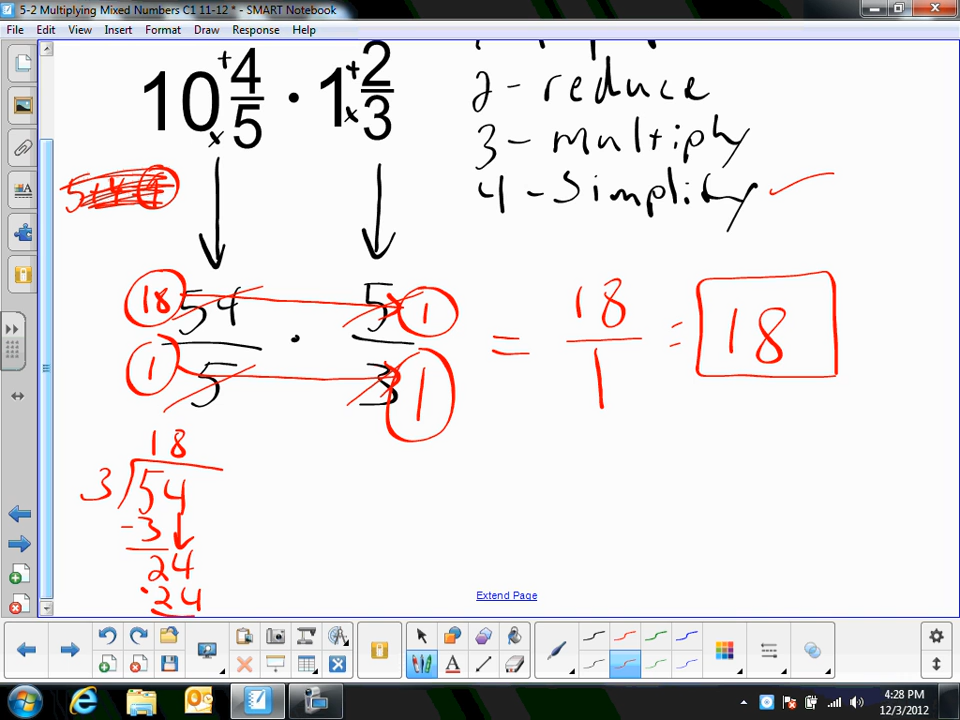 5-2 Multiplying Mixed Numbers C1 11-12 * - SMART Notebook
File Edit View Insert Format Draw Response Help
10 4/5 · 1 2/3
+ + × ×
2 - reduce
3 - multiply
4 - Simplify
18 54/5 1 · 5/3 1 1 = 18/1 = 18
18
3 54
-3
24
-24
Extend Page
4:28 PM
12/3/2012